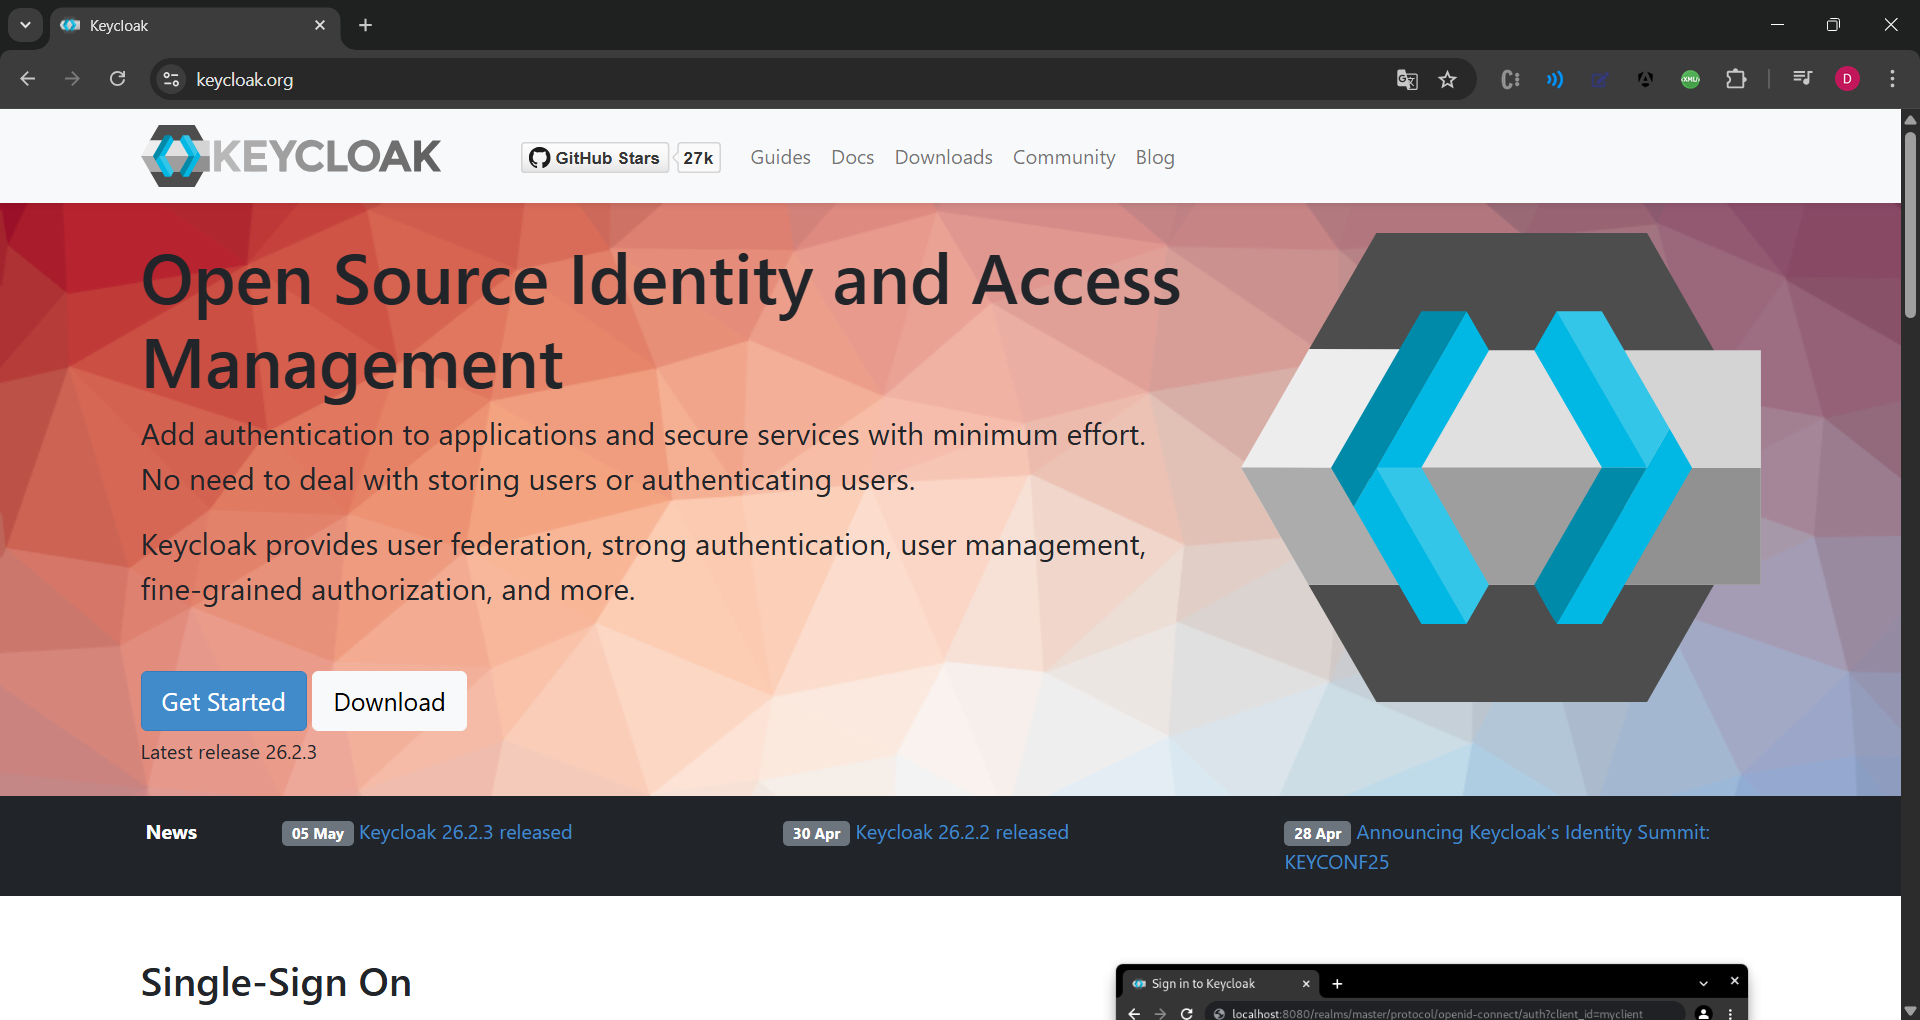 Keycloak
keycloak.org
D
KEYCLOAK
GitHub Stars 27k Guides Docs Downloads Community Blog
Open Source Identity and Access
Management
Add authentication to applications and secure services with minimum effort.
No need to deal with storing users or authenticating users.
Keycloak provides user federation, strong authentication, user management,
fine-grained authorization, and more.
Get Started Download
Latest release 26.2.3
News 05 May Keycloak 26.2.3 released 30 Apr Keycloak 26.2.2 released 28 Apr Announcing Keycloak's Identity Summit:
KEYCONF25
Single-Sign On
Sign in to Keycloak
localhost:8080/realms/master/protocol/openid-connect/auth?client_id=myclient